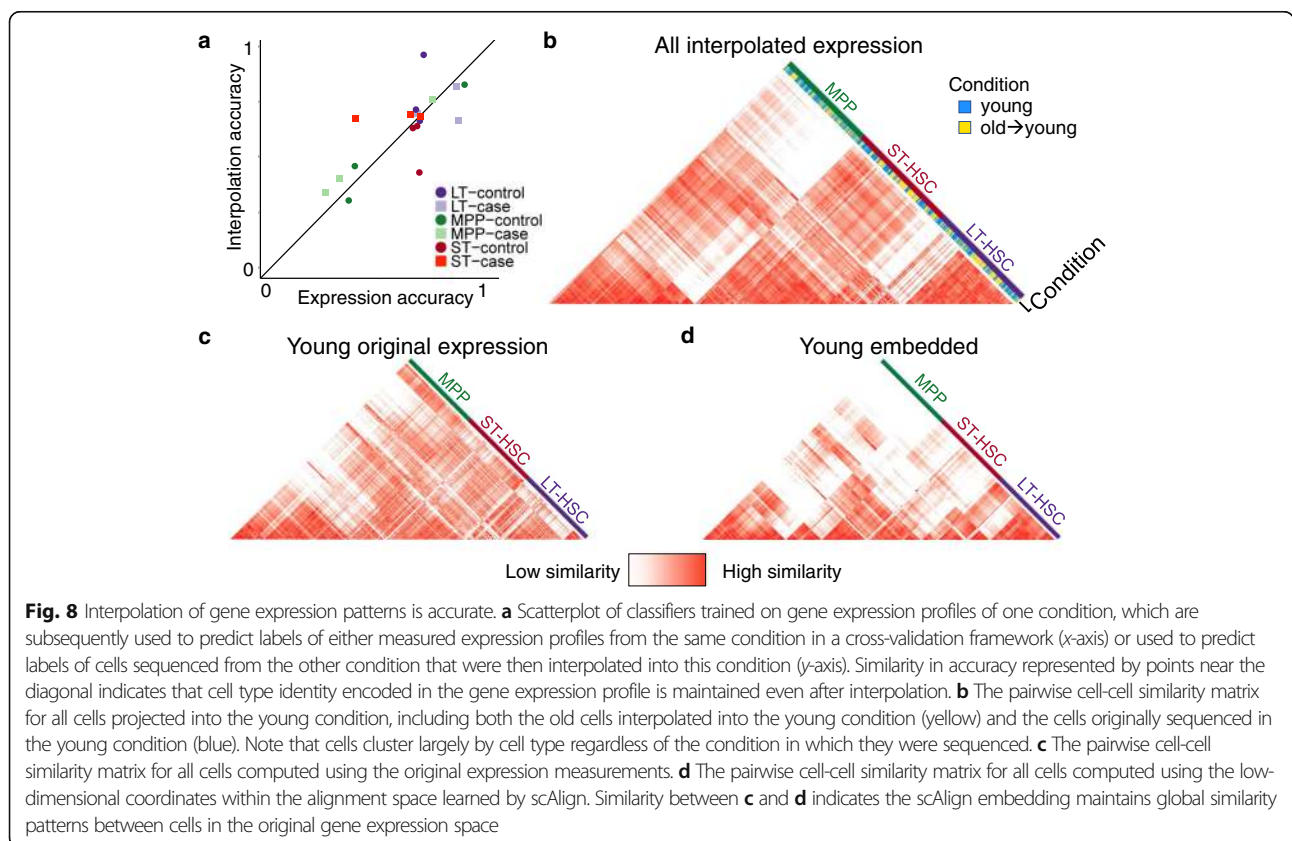 a
1
Interpolation accuracy
0
0
Expression accuracy
1
LT-control
LT-case
MPP-control
MPP-case
ST-control
ST-case
b
All interpolated expression
MPP
ST-HSC
LT-HSC
Condition
Condition
young
old→young
c
Young original expression
MPP
ST-HSC
LT-HSC
d
Young embedded
MPP
ST-HSC
LT-HSC
Low similarity
High similarity
Fig. 8 Interpolation of gene expression patterns is accurate. a Scatterplot of classifiers trained on gene expression profiles of one condition, which are
subsequently used to predict labels of either measured expression profiles from the same condition in a cross-validation framework (x-axis) or used to predict
labels of cells sequenced from the other condition that were then interpolated into this condition (y-axis). Similarity in accuracy represented by points near the
diagonal indicates that cell type identity encoded in the gene expression profile is maintained even after interpolation. b The pairwise cell-cell similarity matrix
for all cells projected into the young condition, including both the old cells interpolated into the young condition (yellow) and the cells originally sequenced in
the young condition (blue). Note that cells cluster largely by cell type regardless of the condition in which they were sequenced. c The pairwise cell-cell
similarity matrix for all cells computed using the original expression measurements. d The pairwise cell-cell similarity matrix for all cells computed using the low-
dimensional coordinates within the alignment space learned by scAlign. Similarity between c and d indicates the scAlign embedding maintains global similarity
patterns between cells in the original gene expression space